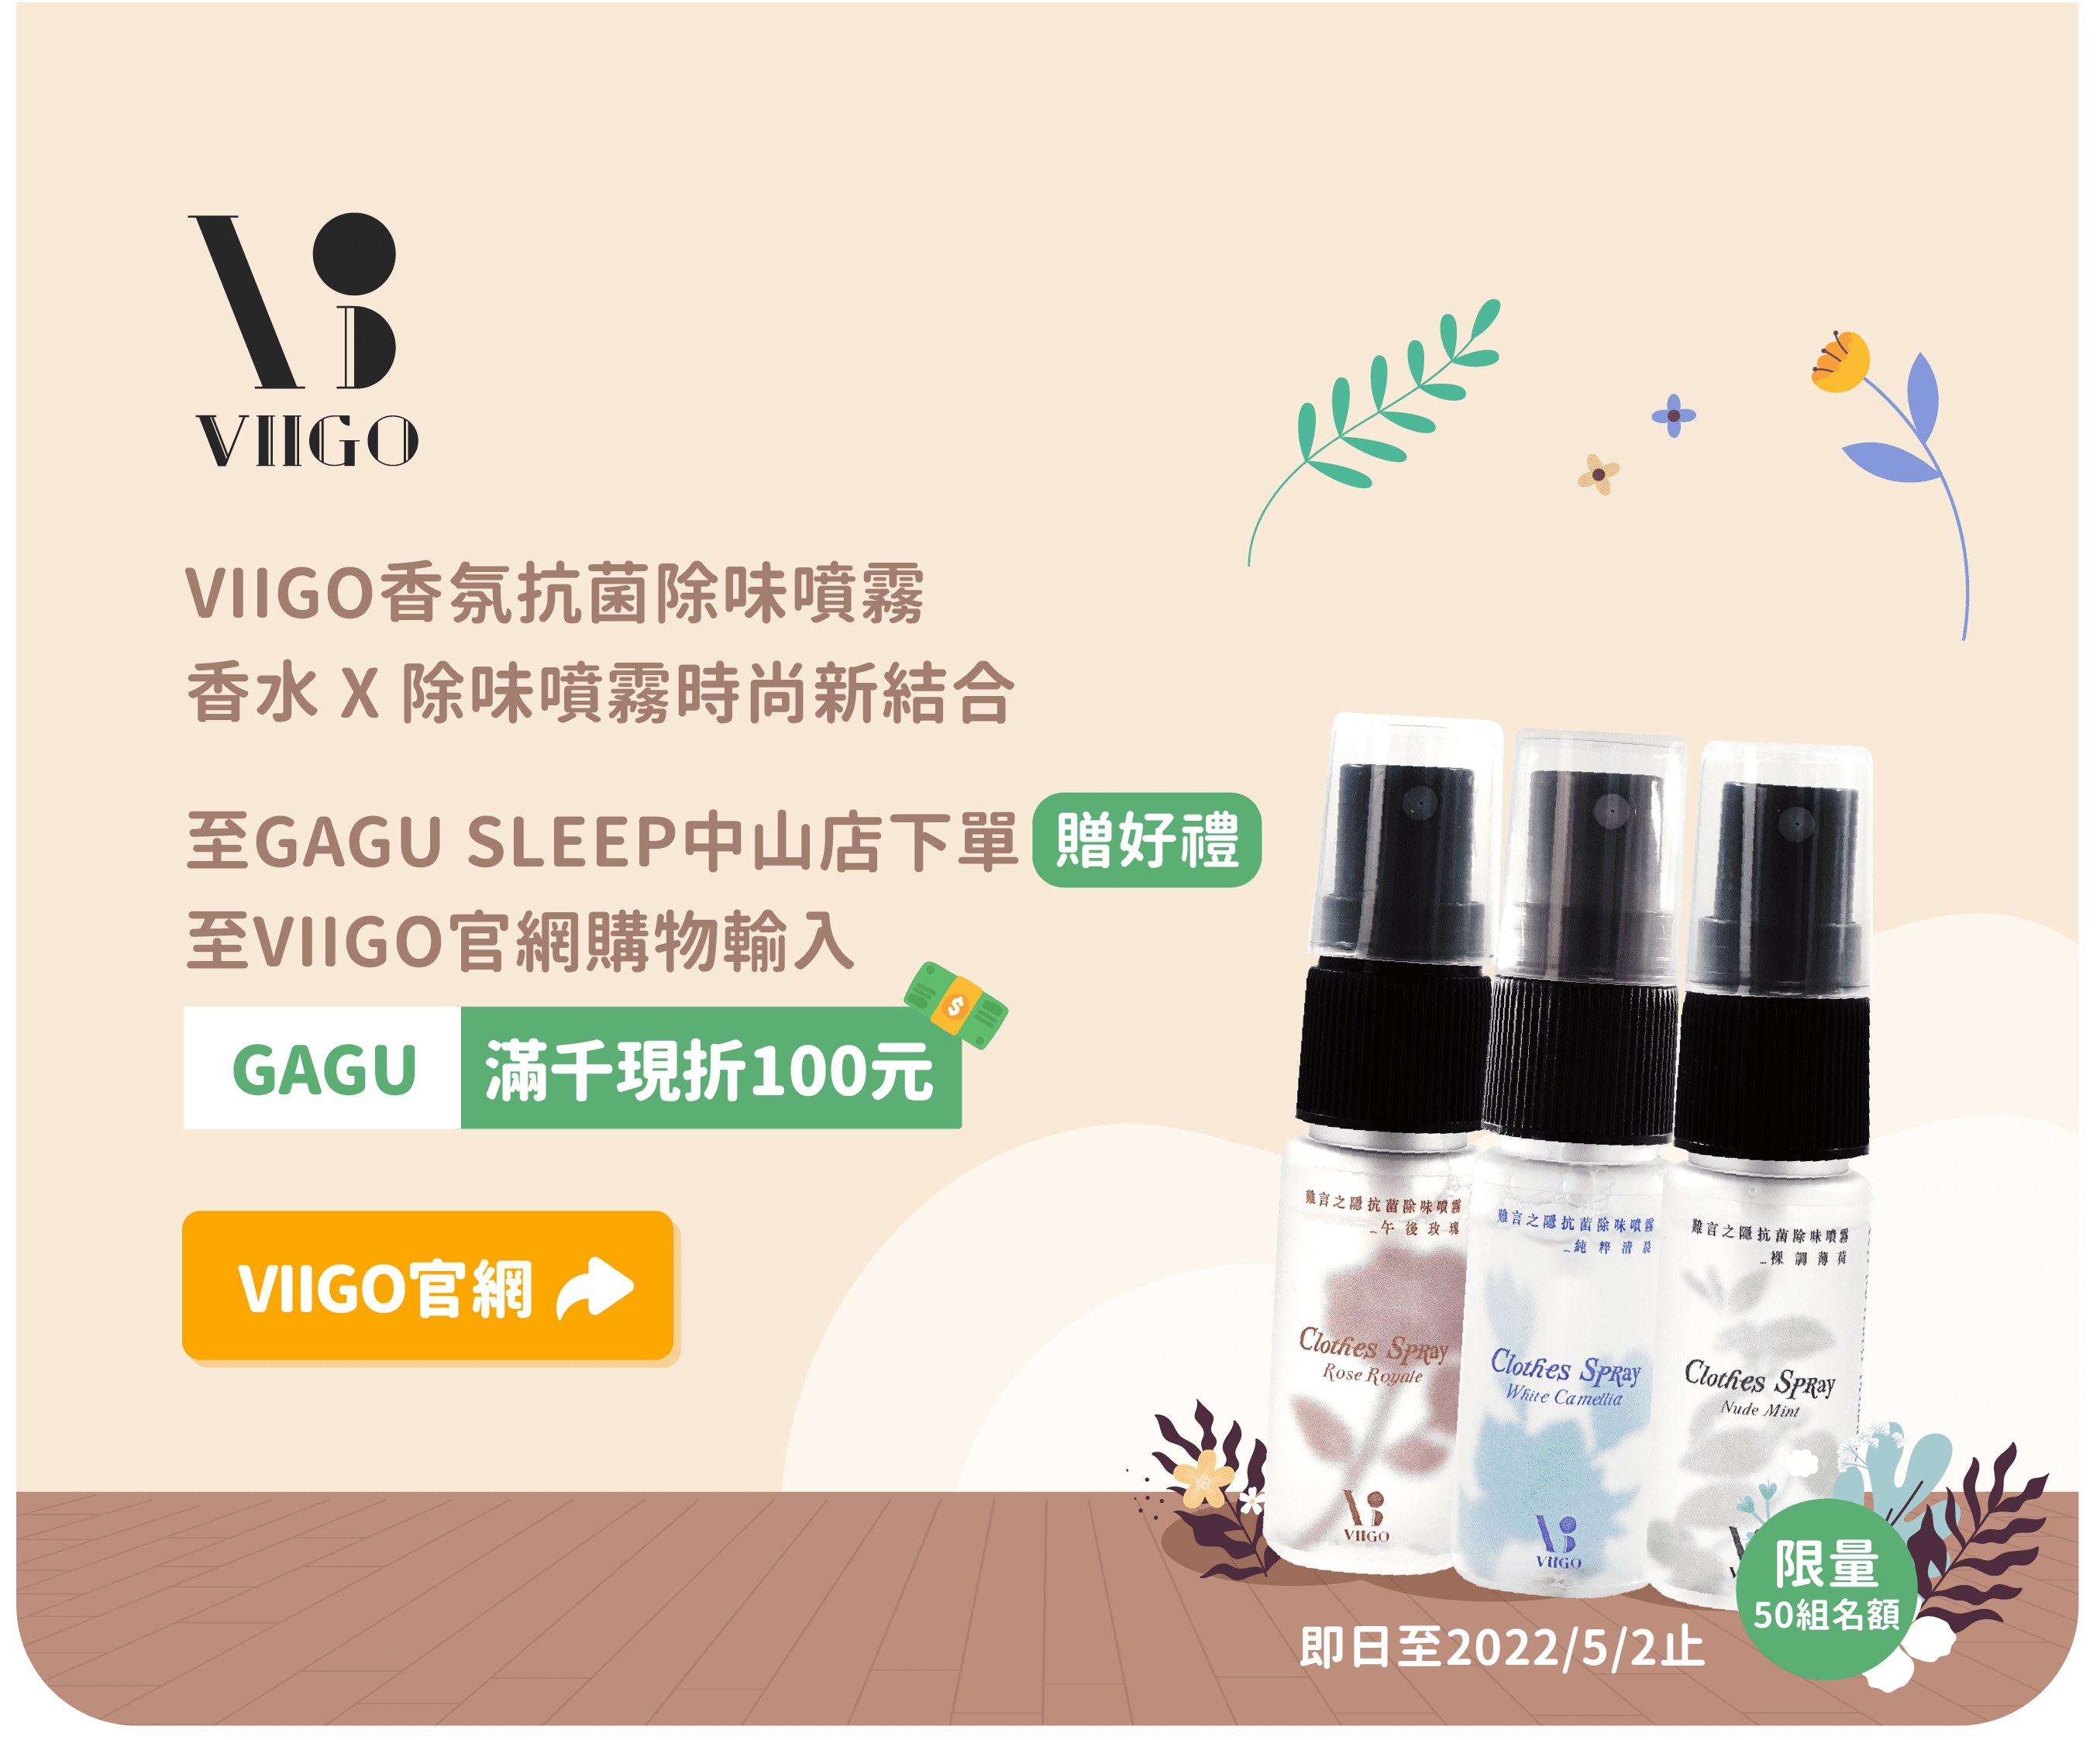 VIIGO
VIIGO香氛抗菌除味噴霧
香水 X 除味噴霧時尚新結合
至GAGU SLEEP中山店下單 贈好禮
至VIIGO官網購物輸入
GAGU 滿千現折100元
VIIGO官網
難言之隱抗菌除味噴霧
_午後玫瑰
Clothes Spray
Rose Royale
VIIGO
難言之隱抗菌除味噴霧
_純粹清晨
Clothes Spray
White Camellia
VIIGO
難言之隱抗菌除味噴霧
_裸調薄荷
Clothes Spray
Nude Mint
限量
50組名額
即日至2022/5/2止